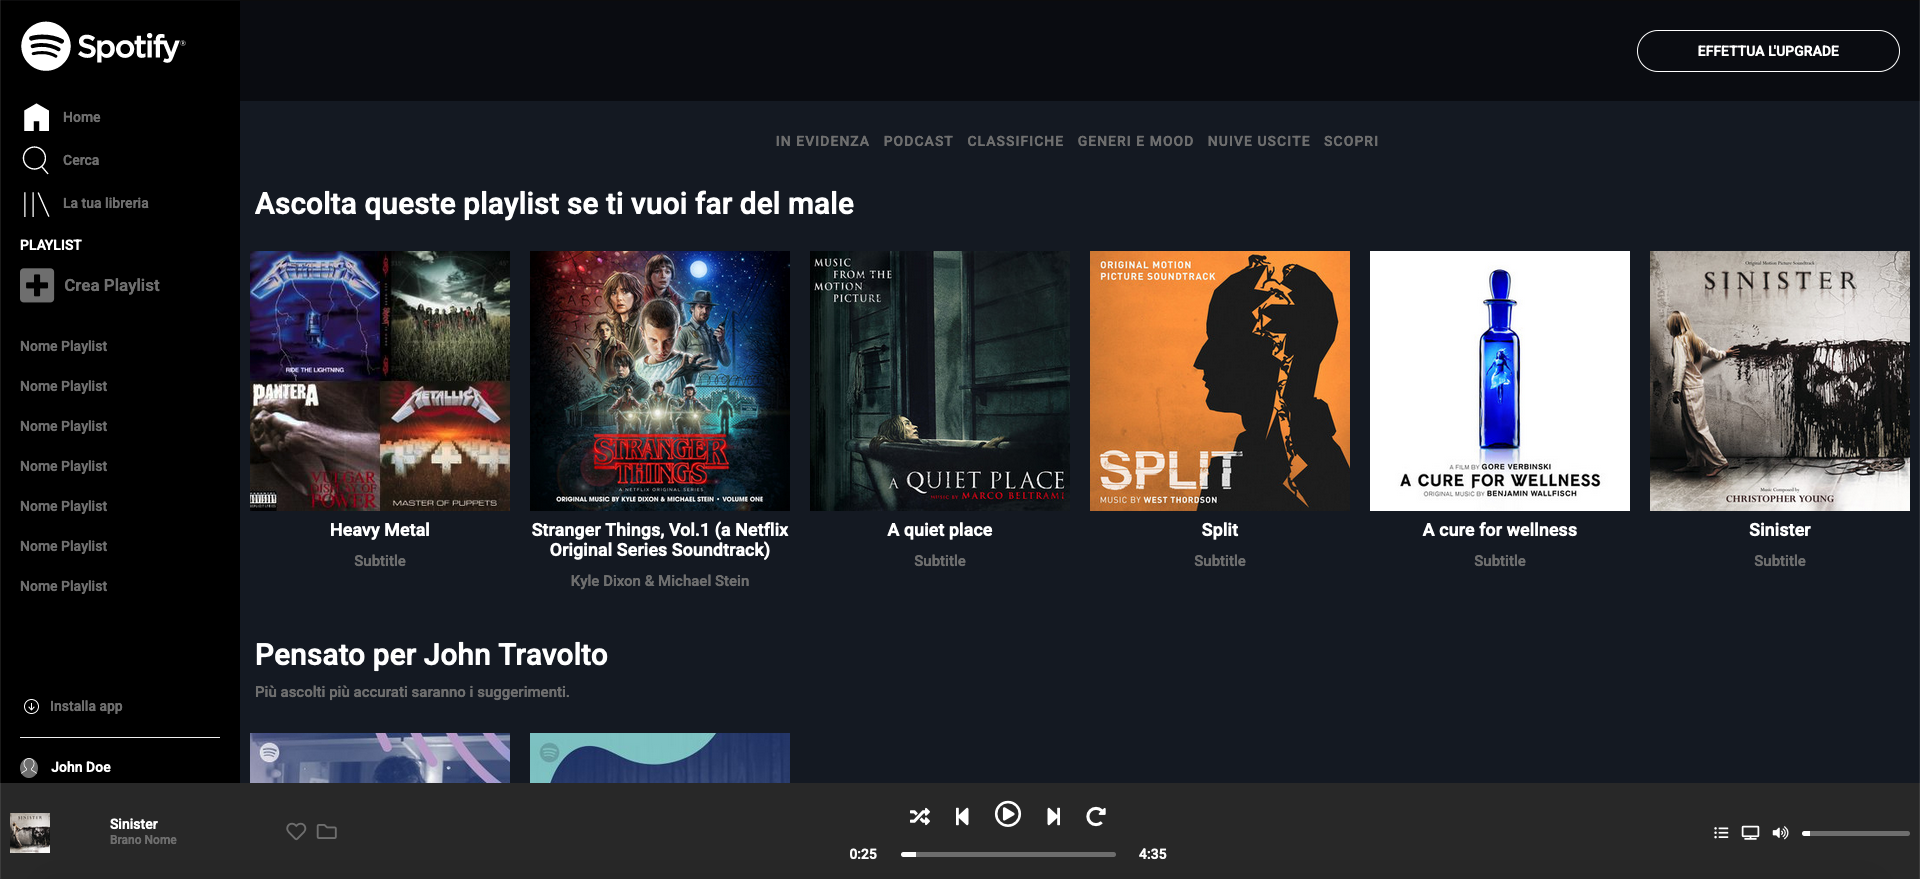 Spotify®
EFFETTUA L'UPGRADE
Home
Cerca
La tua libreria
PLAYLIST
Crea Playlist
Nome Playlist
Nome Playlist
Nome Playlist
Nome Playlist
Nome Playlist
Nome Playlist
Nome Playlist
Installa app
John Doe
IN EVIDENZA PODCAST CLASSIFICHE GENERI E MOOD NUIVE USCITE SCOPRI
Ascolta queste playlist se ti vuoi far del male
METALLICA
RIDE THE LIGHTNING
PANTERA
VULGAR
DISPLAY OF
POWER
METALLICA
MASTER OF PUPPETS
Heavy Metal
Subtitle
STRANGER
THINGS
A NETFLIX ORIGINAL SERIES
ORIGINAL MUSIC BY KYLE DIXON & MICHAEL STEIN • VOLUME ONE
Stranger Things, Vol.1 (a Netflix
Original Series Soundtrack)
Kyle Dixon & Michael Stein
MUSIC
FROM THE
MOTION
PICTURE
A QUIET PLACE
MUSIC BY MARCO BELTRAMI
A quiet place
Subtitle
ORIGINAL MOTION
PICTURE SOUNDTRACK
SPLIT
MUSIC BY WEST THORDSON
Split
Subtitle
A FILM BY GORE VERBINSKI
A CURE FOR WELLNESS
ORIGINAL MUSIC BY BENJAMIN WALLFISCH
A cure for wellness
Subtitle
Original Motion Picture Soundtrack
SINISTER
Music Composed by
CHRISTOPHER YOUNG
Sinister
Subtitle
Pensato per John Travolto
Più ascolti più accurati saranno i suggerimenti.
SINISTER
Sinister
Brano Nome
0:25
4:35